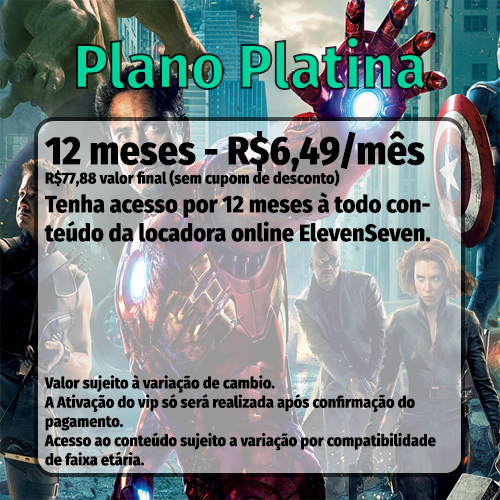 Plano Platina
12 meses - R$6,49/mês
R$77,88 valor final (sem cupom de desconto)
Tenha acesso por 12 meses à todo con-
teúdo da locadora online ElevenSeven.
Valor sujeito à variação de cambio.
A Ativação do vip só será realizada após confirmação do
pagamento.
Acesso ao conteúdo sujeito a variação por compatibilidade
de faixa etária.